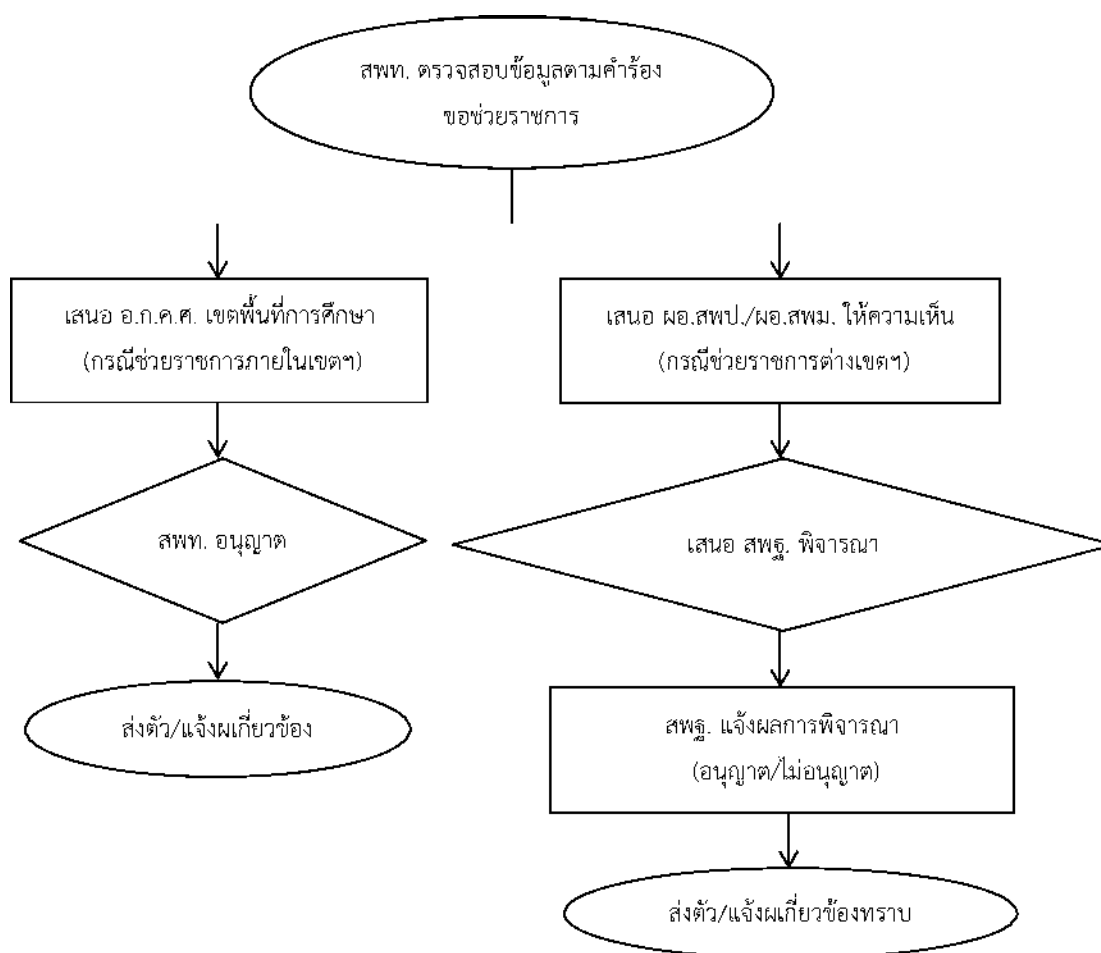 สพท. ตรวจสอบข้อมูลตามคำร้อง
ขอช่วยราชการ
เสนอ อ.ก.ค.ศ. เขตพื้นที่การศึกษา
(กรณีช่วยราชการภายในเขตฯ)
เสนอ ผอ.สพป./ผอ.สพม. ให้ความเห็น
(กรณีช่วยราชการต่างเขตฯ)
สพท. อนุญาต
เสนอ สพฐ. พิจารณา
ส่งตัว/แจ้งผเกี่ยวข้อง
สพฐ. แจ้งผลการพิจารณา
(อนุญาต/ไม่อนุญาต)
ส่งตัว/แจ้งผเกี่ยวข้องทราบ